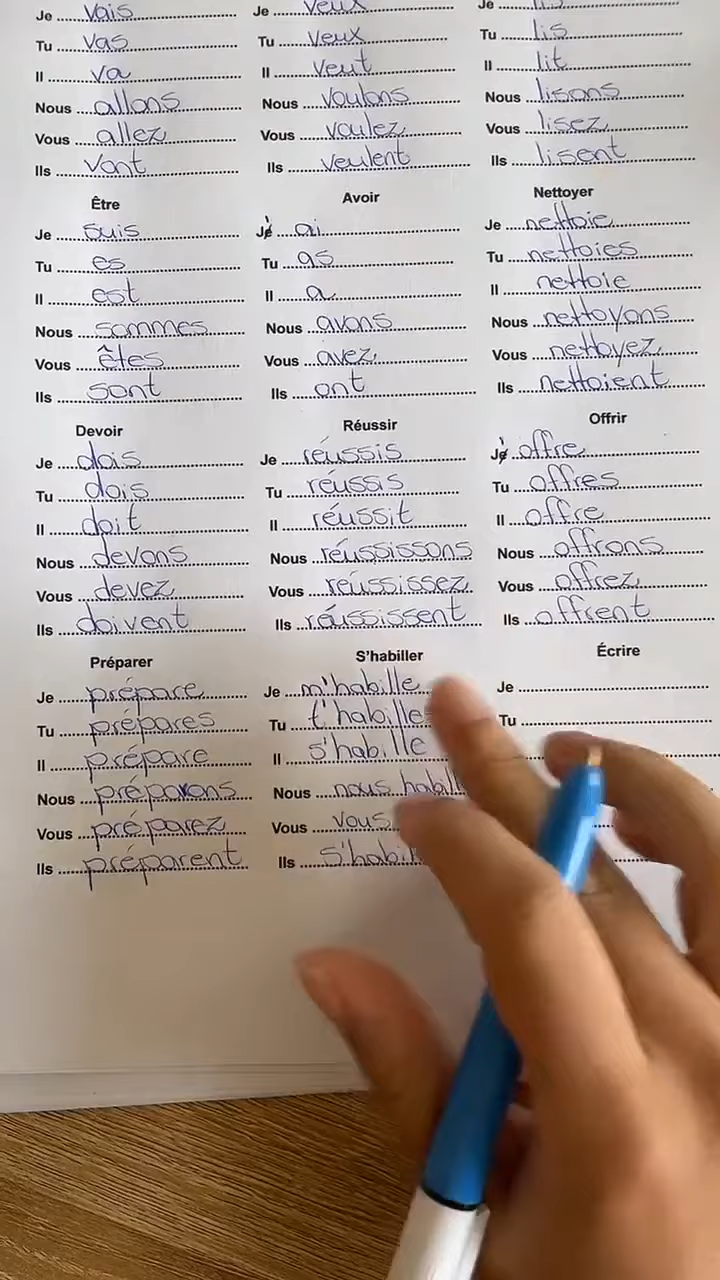 Je vais
Tu vas
Il va
Nous allons
Vous allez
Ils vont
Je veux
Tu veux
Il veut
Nous voulons
Vous voulez
Ils veulent
Je lis
Tu lis
Il lit
Nous lisons
Vous lisez
Ils lisent
Être
Je suis
Tu es
Il est
Nous sommes
Vous êtes
Ils sont
Avoir
J' ai
Tu as
Il a
Nous avons
Vous avez
Ils ont
Nettoyer
Je nettoie
Tu nettoies
Il nettoie
Nous nettoyons
Vous nettoyez
Ils nettoient
Devoir
Je dois
Tu dois
Il doit
Nous devons
Vous devez
Ils doivent
Réussir
Je réussis
Tu réussis
Il réussit
Nous réussissons
Vous réussissez
Ils réussissent
Offrir
J' offre
Tu offres
Il offre
Nous offrons
Vous offrez
Ils offrent
Préparer
Je prépare
Tu prépares
Il prépare
Nous préparons
Vous préparez
Ils préparent
S'habiller
Je m'habille
Tu t'habilles
Il s'habille
Nous nous habill
Vous vous
Ils s'habill
Écrire
Je
Tu